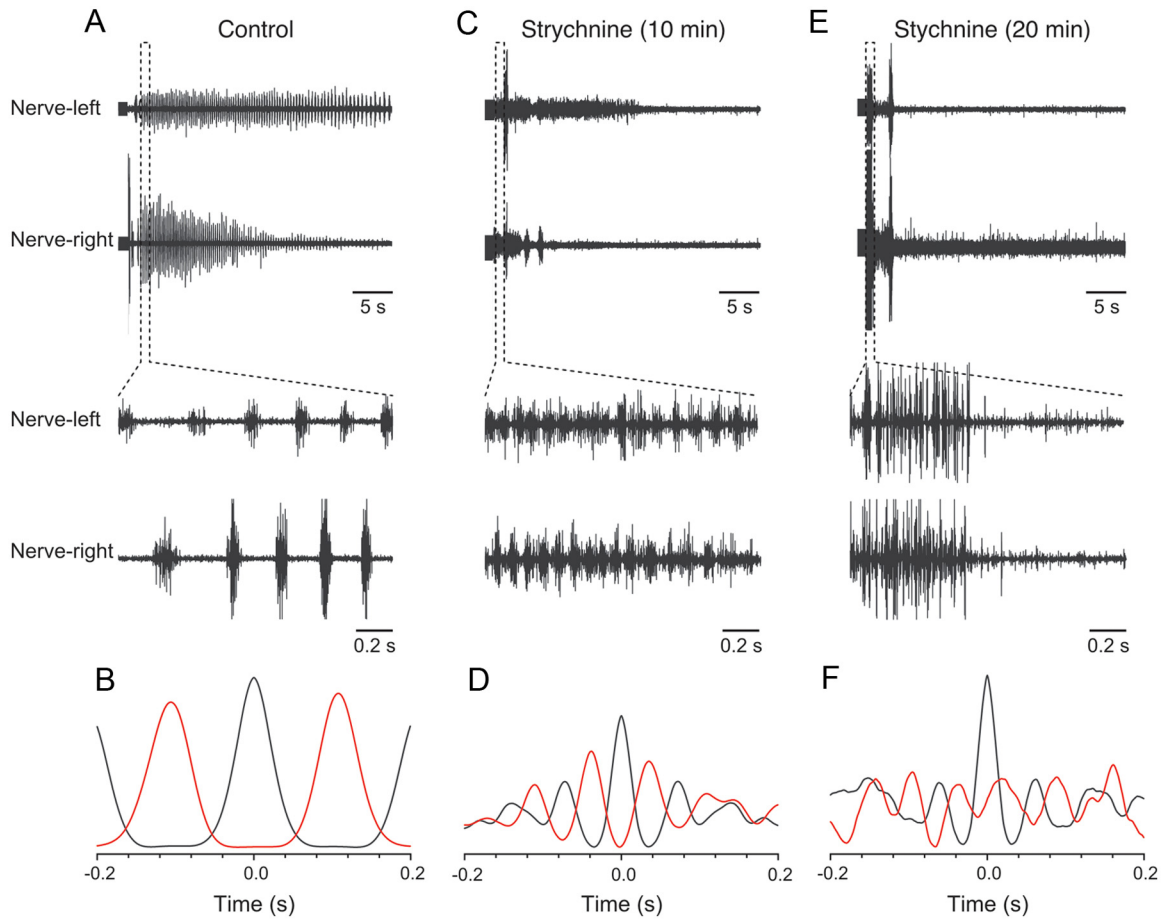 A Control
C Strychnine (10 min)
E Stychnine (20 min)
Nerve-left
Nerve-right
5 s
5 s
5 s
Nerve-left
Nerve-right
0.2 s
0.2 s
0.2 s
B
D
F
-0.2 0.0 0.2
-0.2 0.0 0.2
-0.2 0.0 0.2
Time (s)
Time (s)
Time (s)